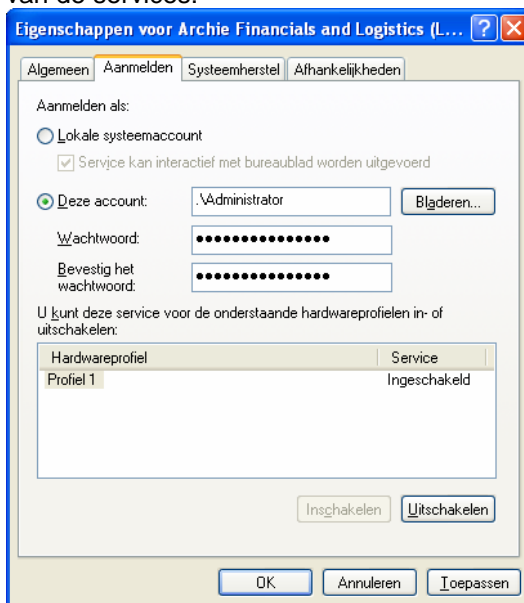 van de services.
Eigenschappen voor Archie Financials and Logistics (L...
Algemeen Aanmelden Systeemherstel Afhankelijkheden
Aanmelden als:
Lokale systeemaccount
Service kan interactief met bureaublad worden uitgevoerd
Deze account: .\Administrator Bladeren...
Wachtwoord: ●●●●●●●●●●●●●●●
Bevestig het
wachtwoord: ●●●●●●●●●●●●●●●
U kunt deze service voor de onderstaande hardwareprofielen in- of
uitschakelen:
Hardwareprofiel Service
Profiel 1 Ingeschakeld
Inschakelen Uitschakelen
OK Annuleren Toepassen